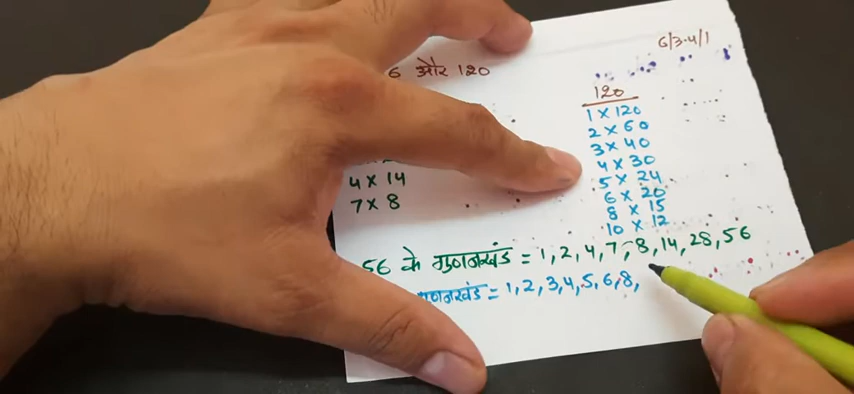 6/3.4/1
6 और 120
120
1 × 120
2 × 60
3 × 40
4 × 30
5 × 24
6 × 20
8 × 15
10 × 12
4 × 14
7 × 8
56 के गुणनखंड = 1, 2, 4, 7, 8, 14, 28, 56
गुणनखंड = 1, 2, 3, 4, 5, 6, 8,